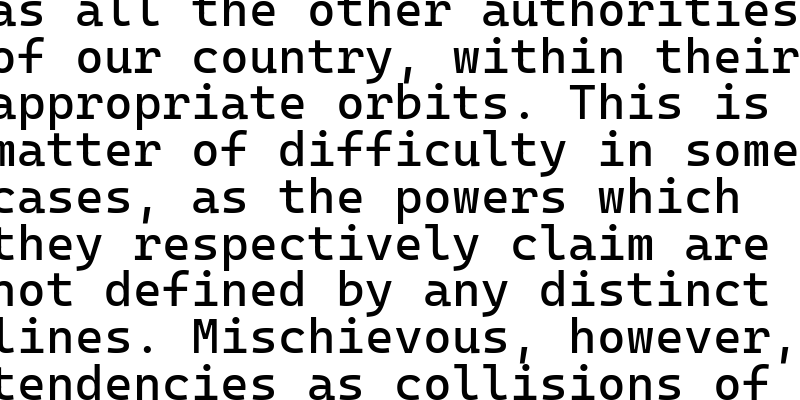 as all the other authorities
of our country, within their
appropriate orbits. This is
matter of difficulty in some
cases, as the powers which
they respectively claim are
not defined by any distinct
lines. Mischievous, however,
tendencies as collisions of